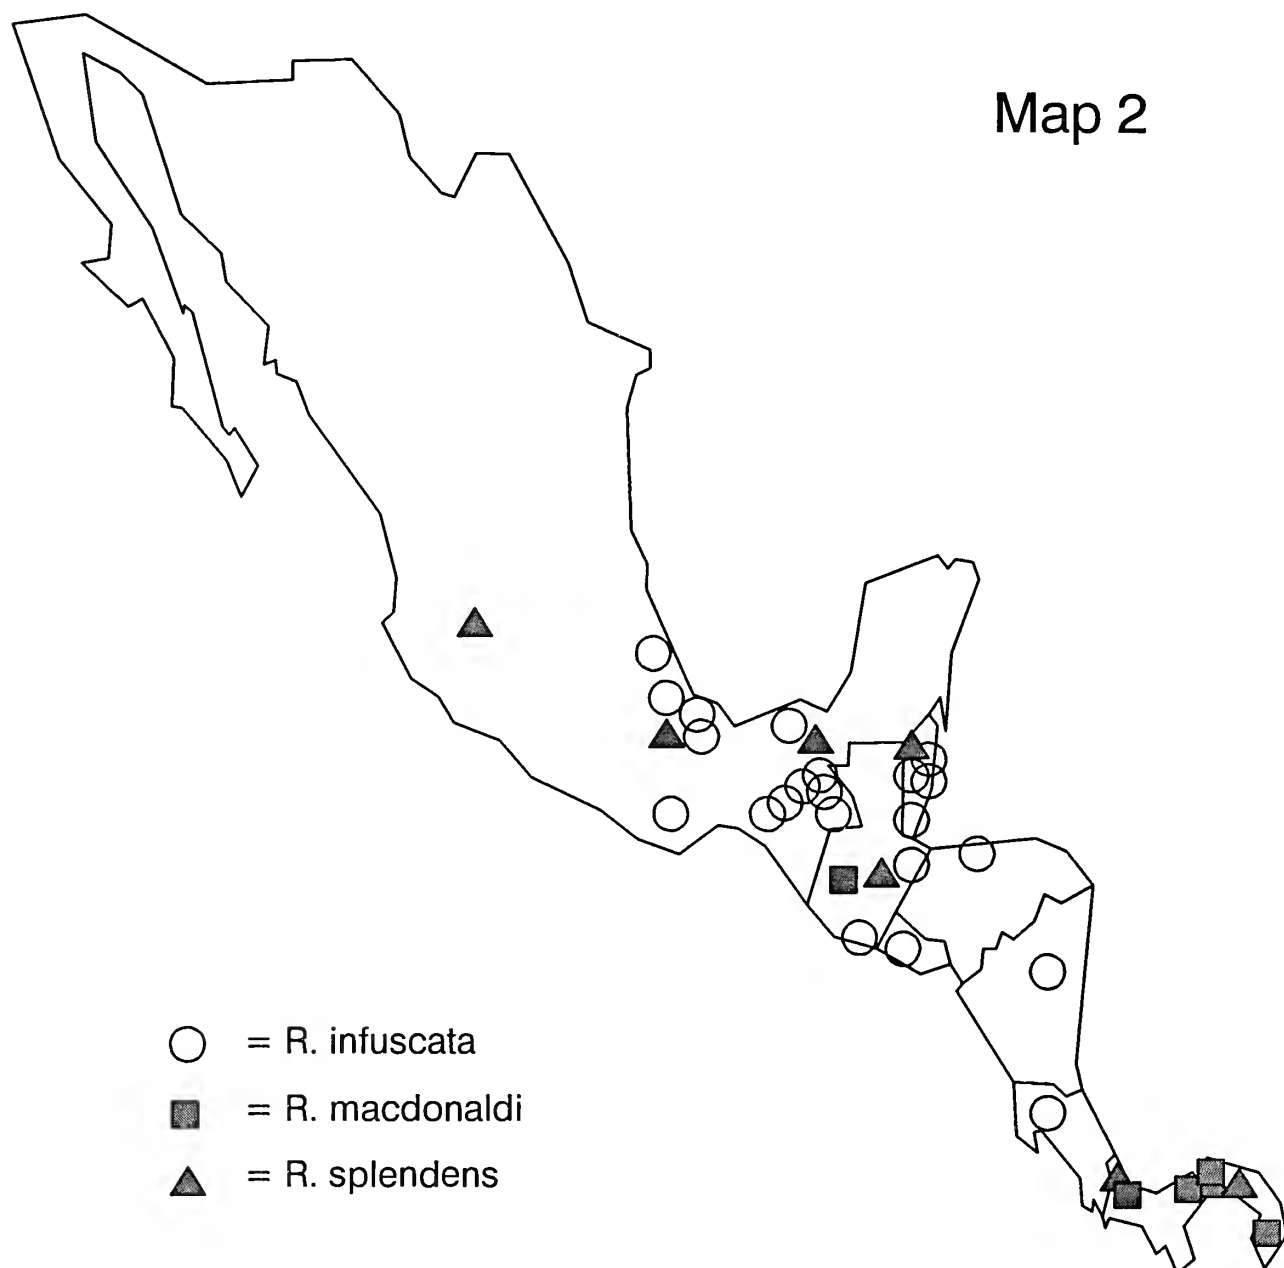 Map 2
= R. infuscata
= R. macdonaldi
= R. splendens